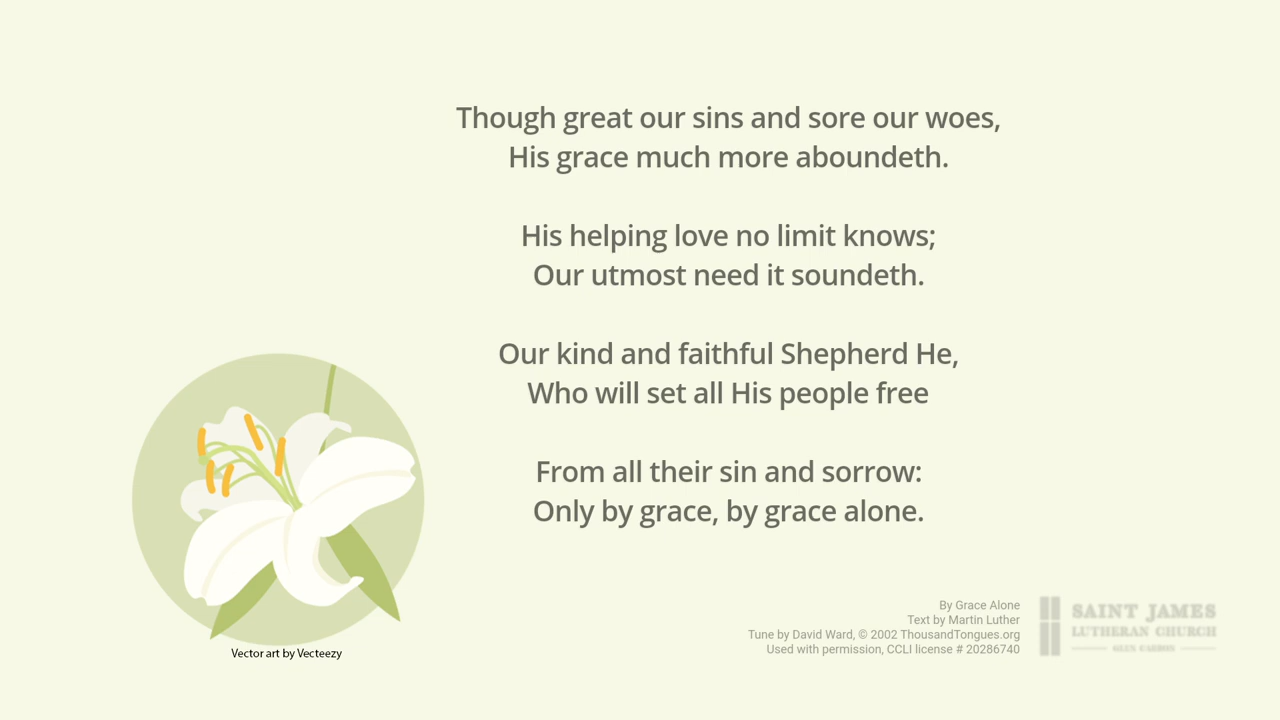 Though great our sins and sore our woes,
His grace much more aboundeth.
His helping love no limit knows;
Our utmost need it soundeth.
Our kind and faithful Shepherd He,
Who will set all His people free
From all their sin and sorrow:
Only by grace, by grace alone.
By Grace Alone
Text by Martin Luther
Tune by David Ward, © 2002 ThousandTongues.org
Used with permission, CCLI license # 20286740
SAINT JAMES
LUTHERAN CHURCH
GLEN CARBON
Vector art by Vecteezy